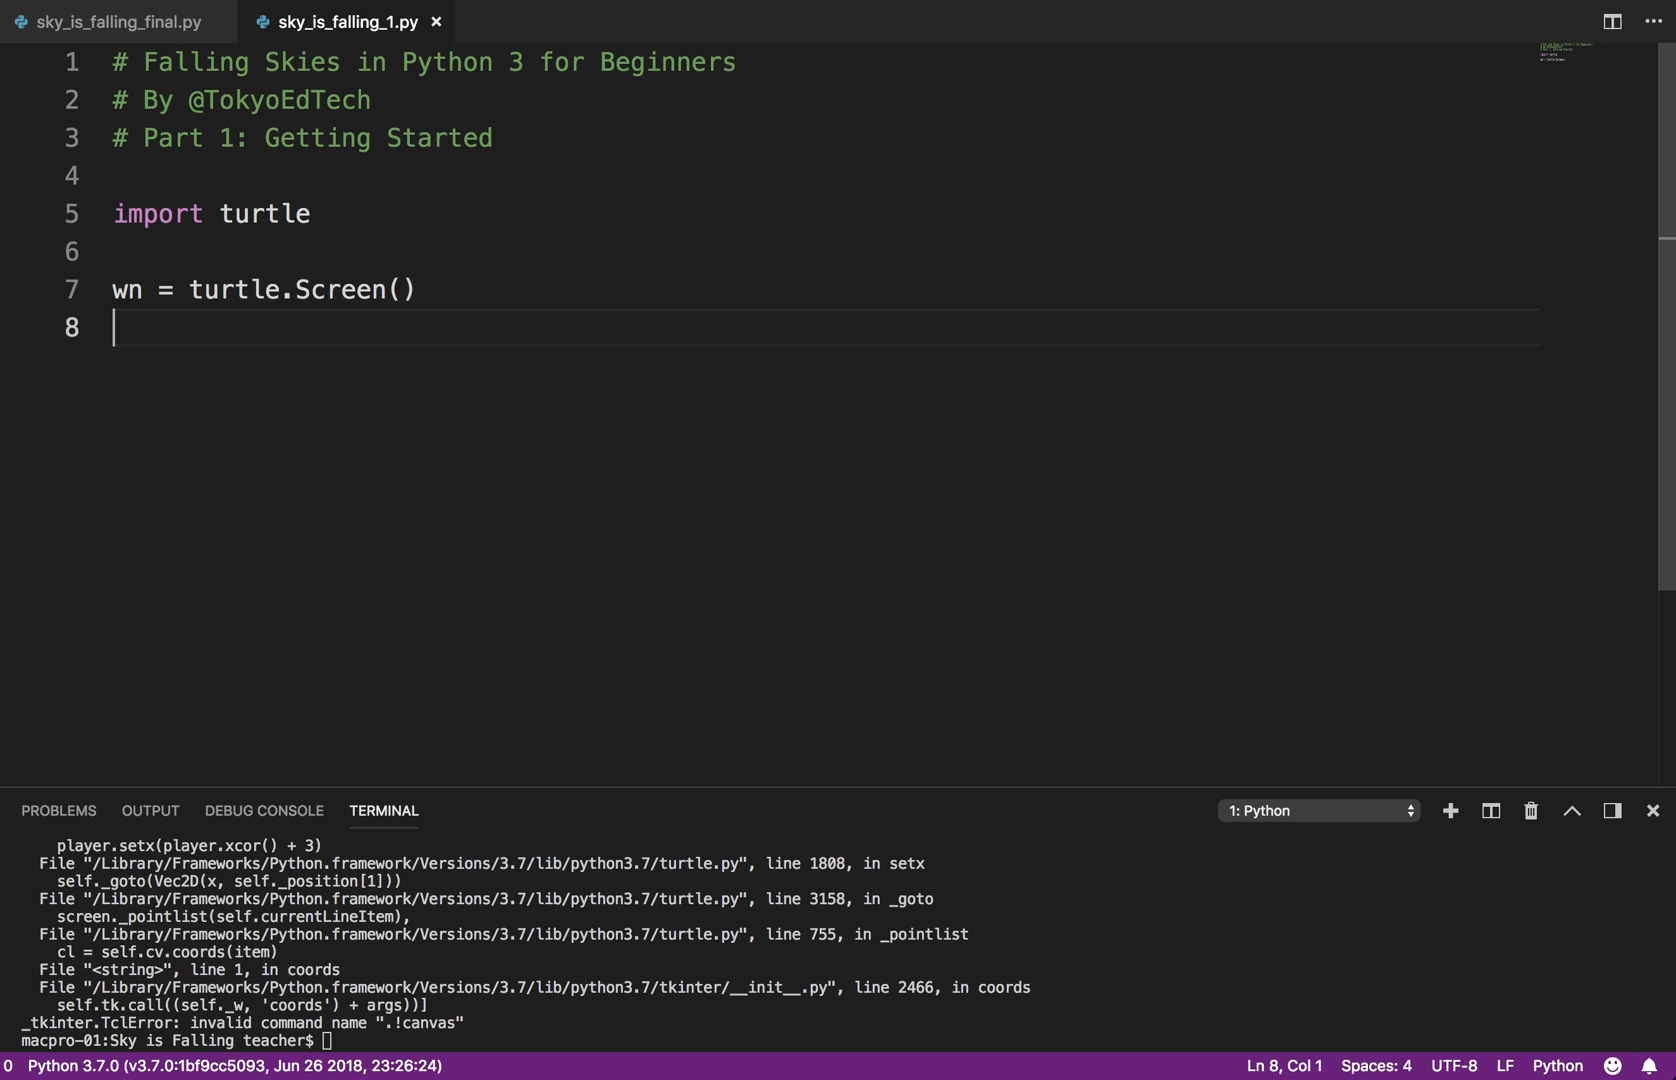 sky_is_falling_final.py
sky_is_falling_1.py
1 # Falling Skies in Python 3 for Beginners
2 # By @TokyoEdTech
3 # Part 1: Getting Started
4
5 import turtle
6
7 wn = turtle.Screen()
8
PROBLEMS OUTPUT DEBUG CONSOLE TERMINAL 1: Python
player.setx(player.xcor() + 3)
File "/Library/Frameworks/Python.framework/Versions/3.7/lib/python3.7/turtle.py", line 1808, in setx
self._goto(Vec2D(x, self._position[1]))
File "/Library/Frameworks/Python.framework/Versions/3.7/lib/python3.7/turtle.py", line 3158, in _goto
screen._pointlist(self.currentLineItem),
File "/Library/Frameworks/Python.framework/Versions/3.7/lib/python3.7/turtle.py", line 755, in _pointlist
cl = self.cv.coords(item)
File "<string>", line 1, in coords
File "/Library/Frameworks/Python.framework/Versions/3.7/lib/python3.7/tkinter/__init__.py", line 2466, in coords
self.tk.call((self._w, 'coords') + args))]
_tkinter.TclError: invalid command name ".!canvas"
macpro-01:Sky is Falling teacher$
0 Python 3.7.0 (v3.7.0:1bf9cc5093, Jun 26 2018, 23:26:24) Ln 8, Col 1 Spaces: 4 UTF-8 LF Python